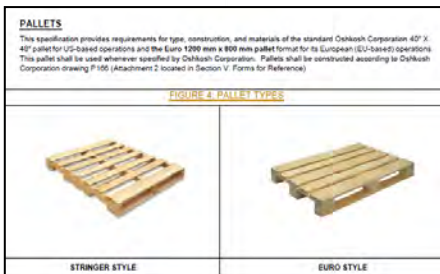 PALLETS
This specification provides requirements for type, construction, and materials of the standard Oshkosh Corporation 40" X
48" pallet for US-based operations and the Euro 1200 mm x 800 mm pallet format for its European (EU-based) operations.
This pallet shall be used whenever specified by Oshkosh Corporation. Pallets shall be constructed according to Oshkosh
Corporation drawing P166 (Attachment 2 located in Section V. Forms for Reference)
FIGURE 4: PALLET TYPES
STRINGER STYLE
EURO STYLE